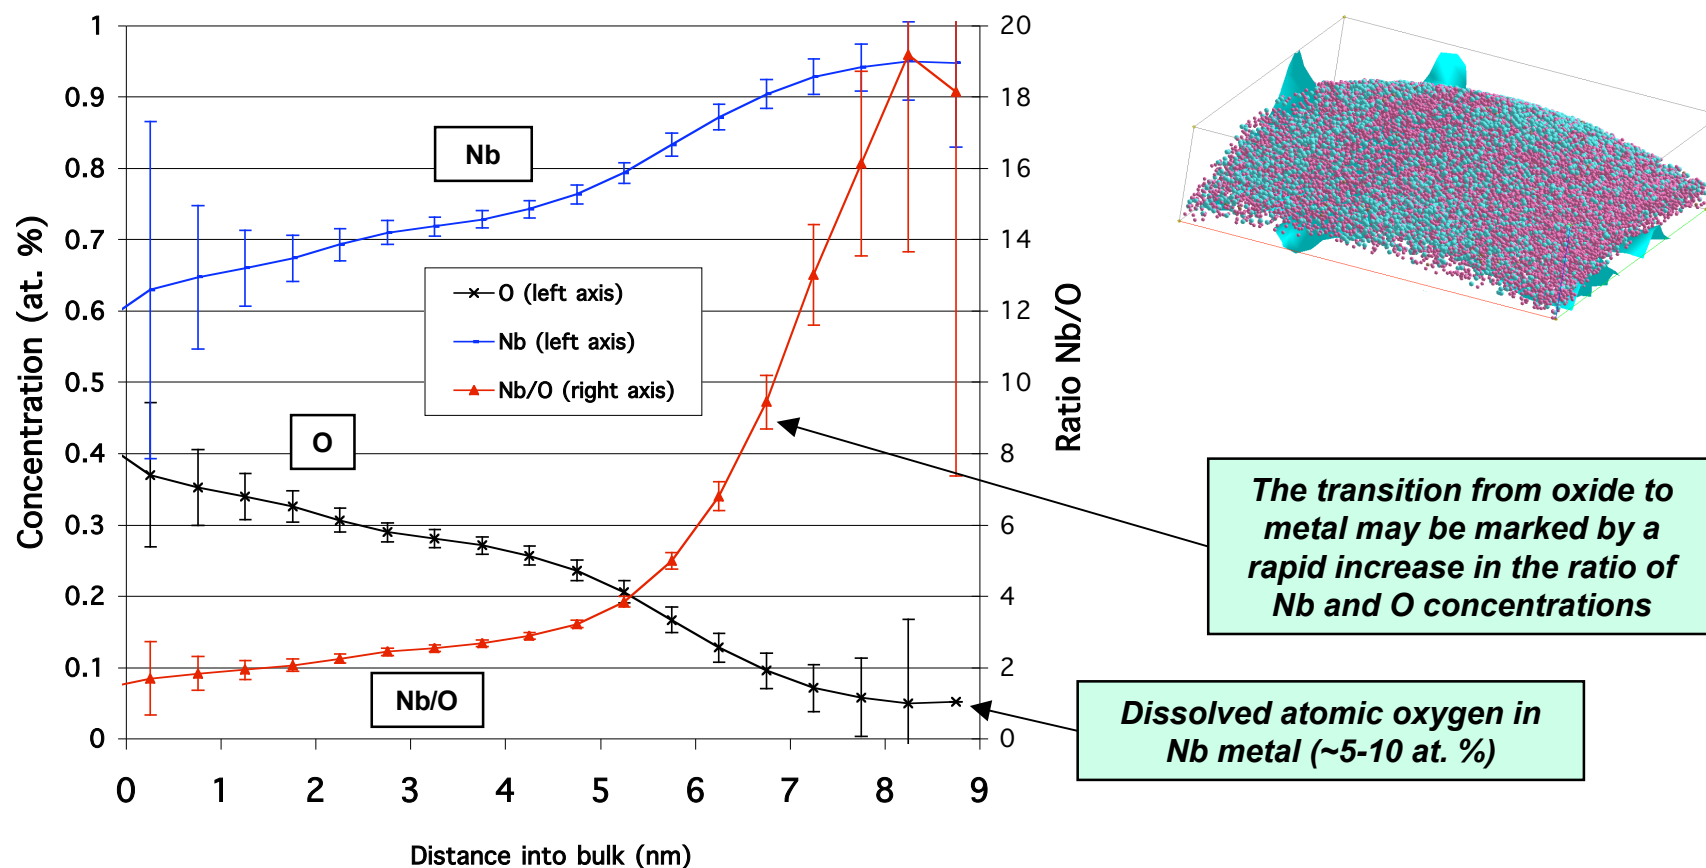 1
0.9
0.8
0.7
0.6
0.5
0.4
0.3
0.2
0.1
0
Concentration (at. %)
0 1 2 3 4 5 6 7 8 9
Distance into bulk (nm)
20
18
16
14
12
10
8
6
4
2
0
Ratio Nb/O
Nb
O (left axis)
Nb (left axis)
Nb/O (right axis)
O
Nb/O
The transition from oxide to
metal may be marked by a
rapid increase in the ratio of
Nb and O concentrations
Dissolved atomic oxygen in
Nb metal (~5-10 at. %)